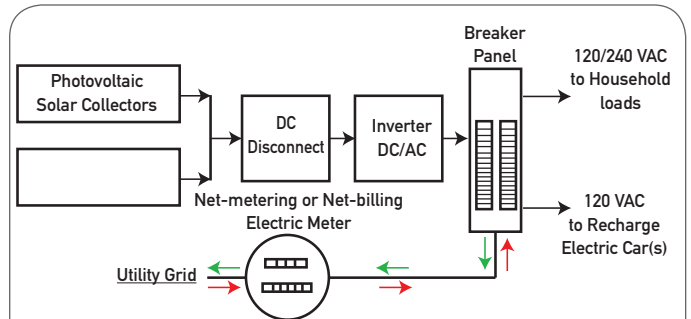 Breaker
Panel
120/240 VAC
to Household
loads
Photovoltaic
Solar Collectors
DC
Disconnect
Inverter
DC/AC
Net-metering or Net-billing
Electric Meter
120 VAC
to Recharge
Electric Car(s)
Utility Grid